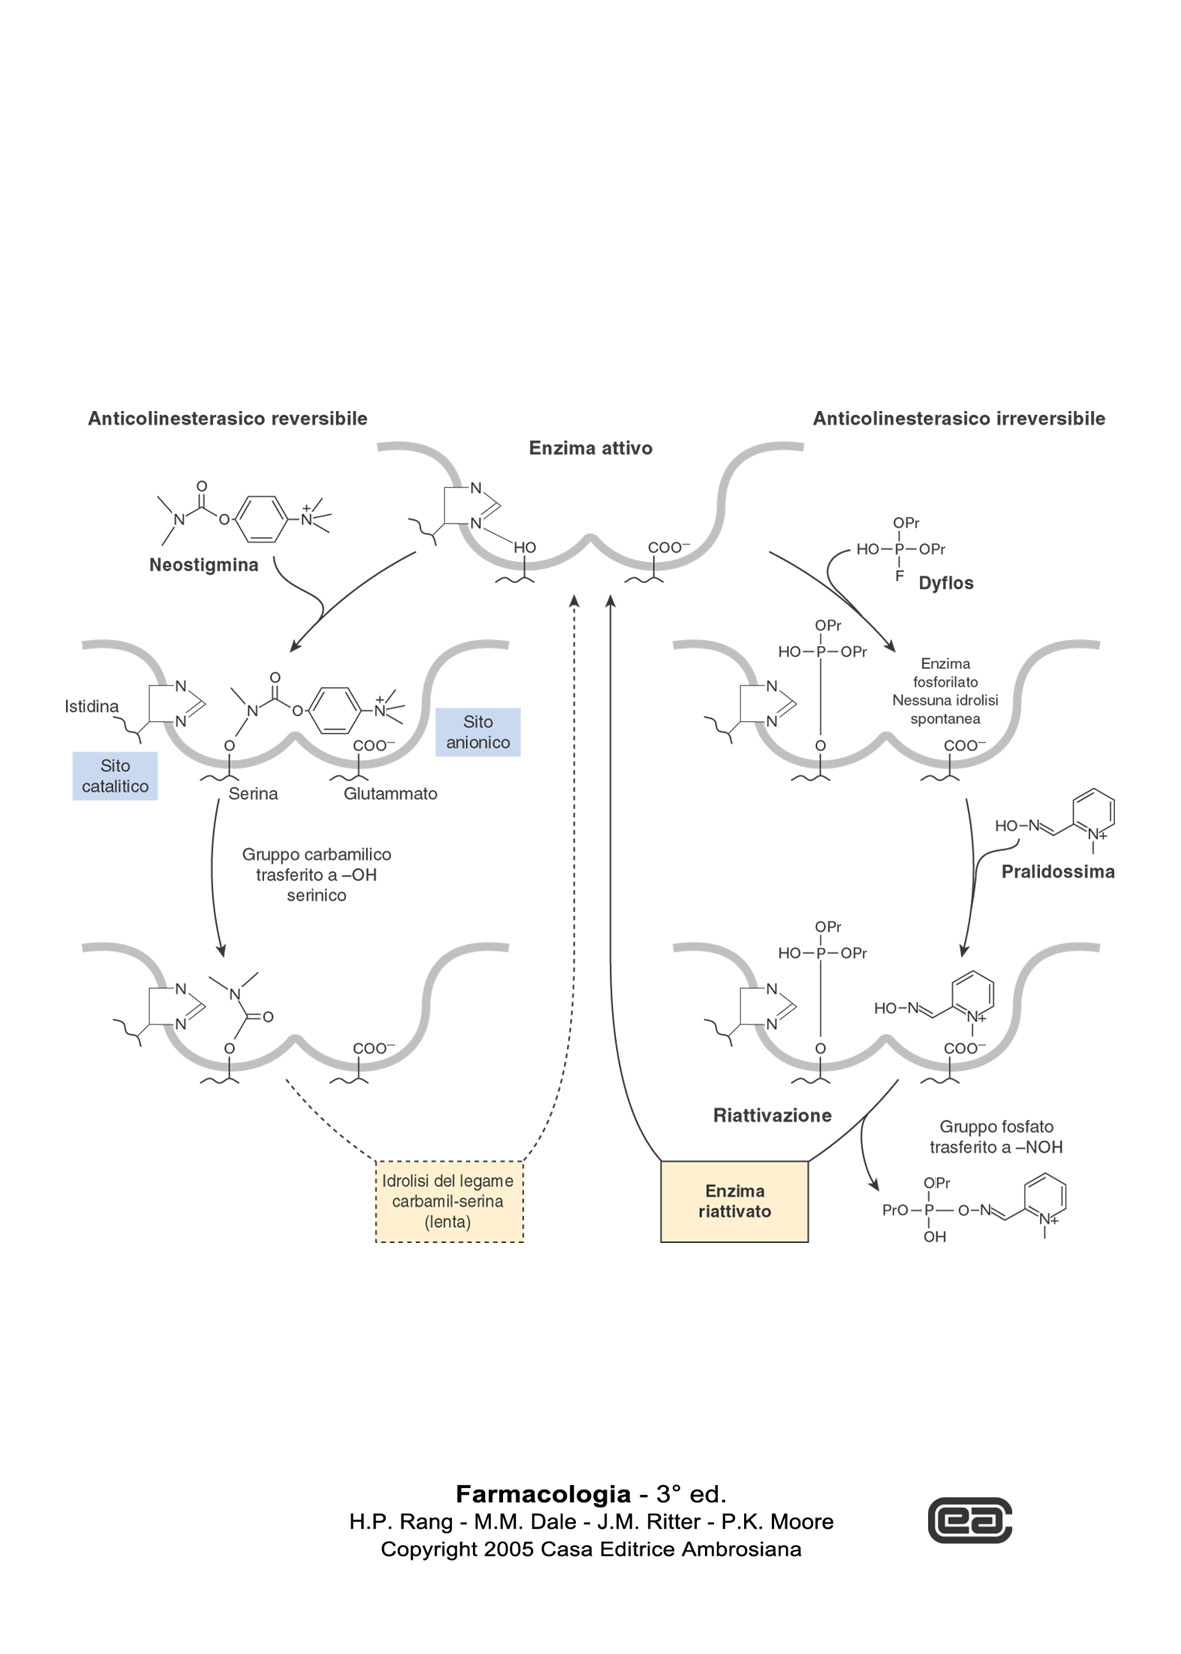 Anticolinesterasico reversibile
Anticolinesterasico irreversibile
Enzima attivo
N
N
HO
COO–
O
N
O
N+
Neostigmina
OPr
HO–P–OPr
F
Dyflos
Istidina
N
N
O
N
O
N+
O
COO–
Sito
anionico
Sito
catalitico
Serina
Glutammato
OPr
HO–P–OPr
N
N
O
COO–
Enzima
fosforilato
Nessuna idrolisi
spontanea
Gruppo carbamilico
trasferito a –OH
serinico
HO–N
N+
Pralidossima
N
N
N
O
O
COO–
OPr
HO–P–OPr
N
N
O
HO–N
N+
COO–
Riattivazione
Gruppo fosfato
trasferito a –NOH
Idrolisi del legame
carbamil-serina
(lenta)
Enzima
riattivato
OPr
PrO–P–O–N
OH
N+
Farmacologia - 3° ed.
H.P. Rang - M.M. Dale - J.M. Ritter - P.K. Moore
Copyright 2005 Casa Editrice Ambrosiana
ea